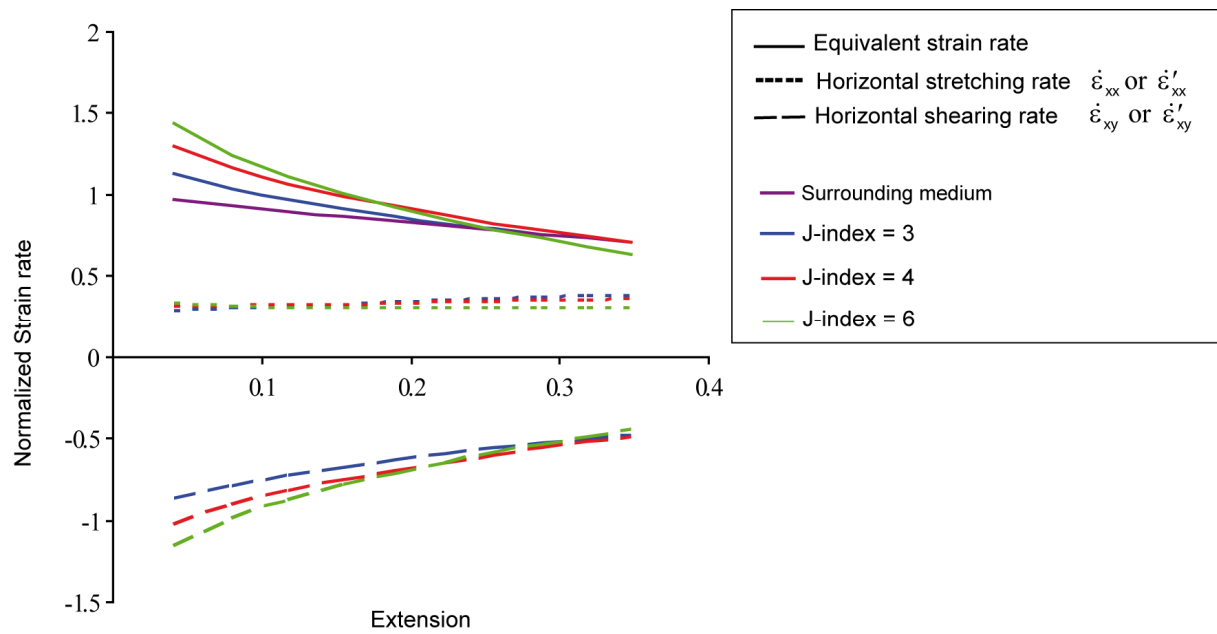 2
1.5
1
0.5
0
-0.5
-1
-1.5
0.1
0.2
0.3
0.4
Normalized Strain rate
Extension
Equivalent strain rate
Horizontal stretching rate ε̇xx or ε̇′xx
Horizontal shearing rate ε̇xy or ε̇′xy
Surrounding medium
J-index = 3
J-index = 4
J-index = 6